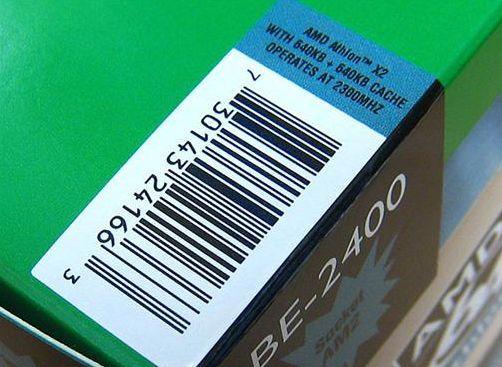 AMD Athlon™ X2
WITH 640KB + 640KB CACHE
OPERATES AT 2300MHZ
7 30143 24166 3
BE-2400
Socket
AM2
AMD